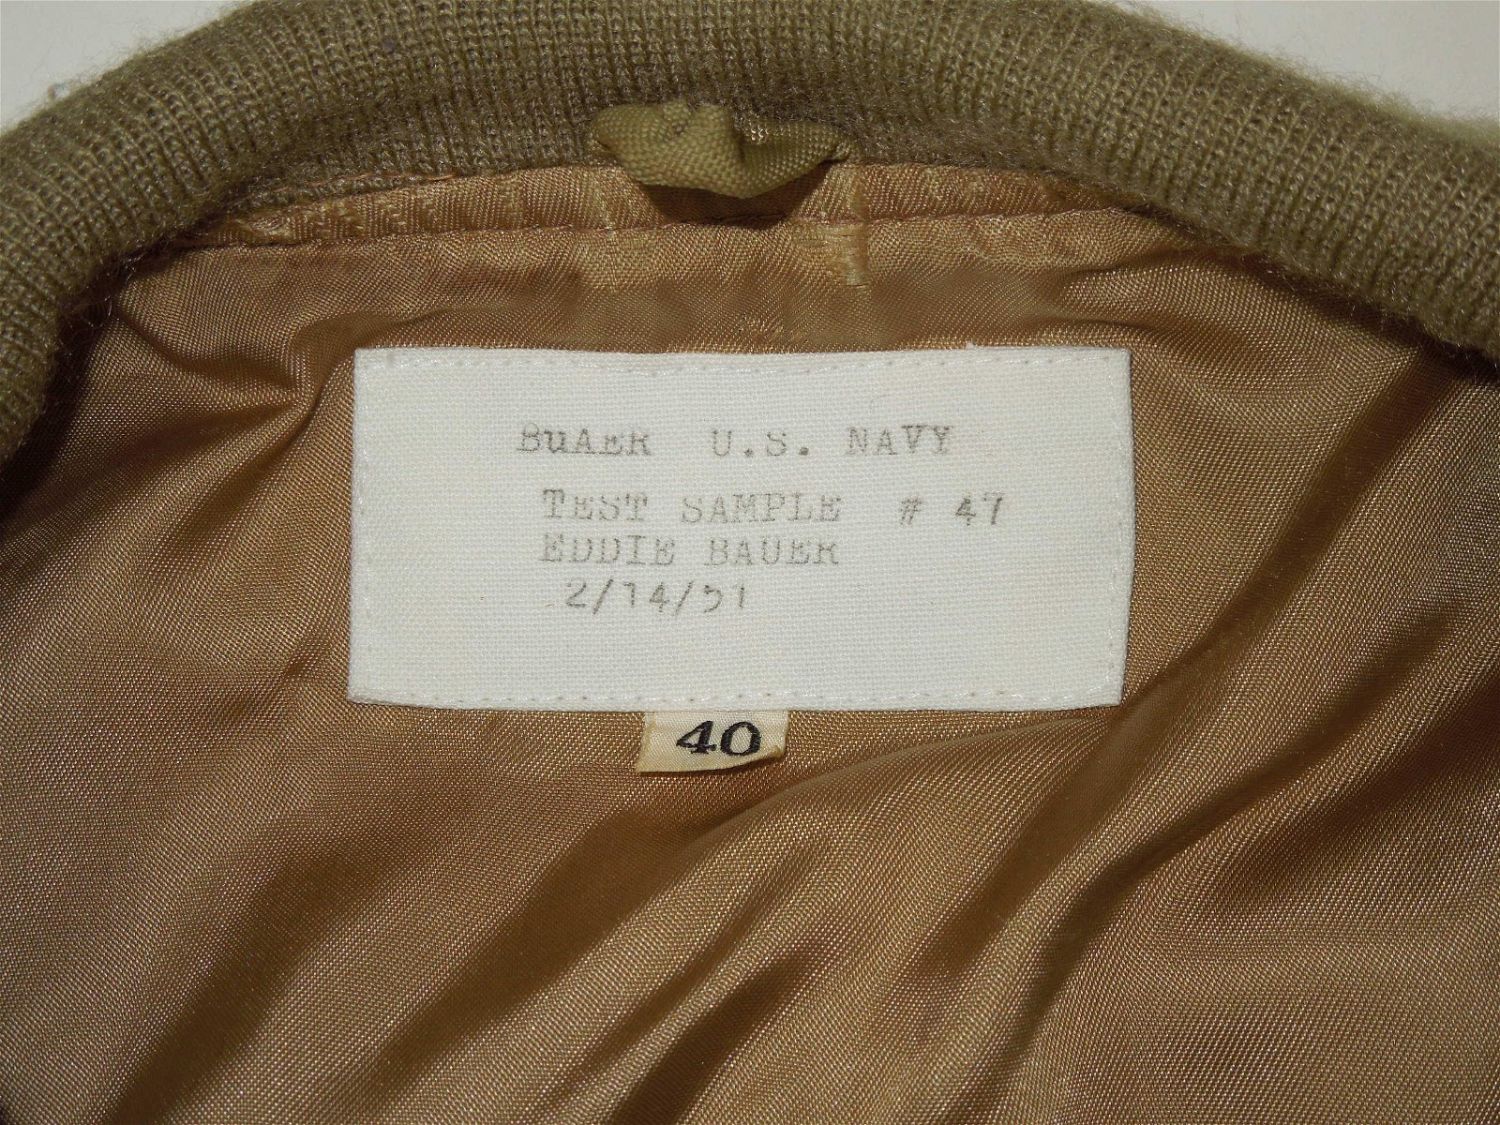 BuAER U.S. NAVY
TEST SAMPLE # 47
EDDIE BAUER
2/14/51
40